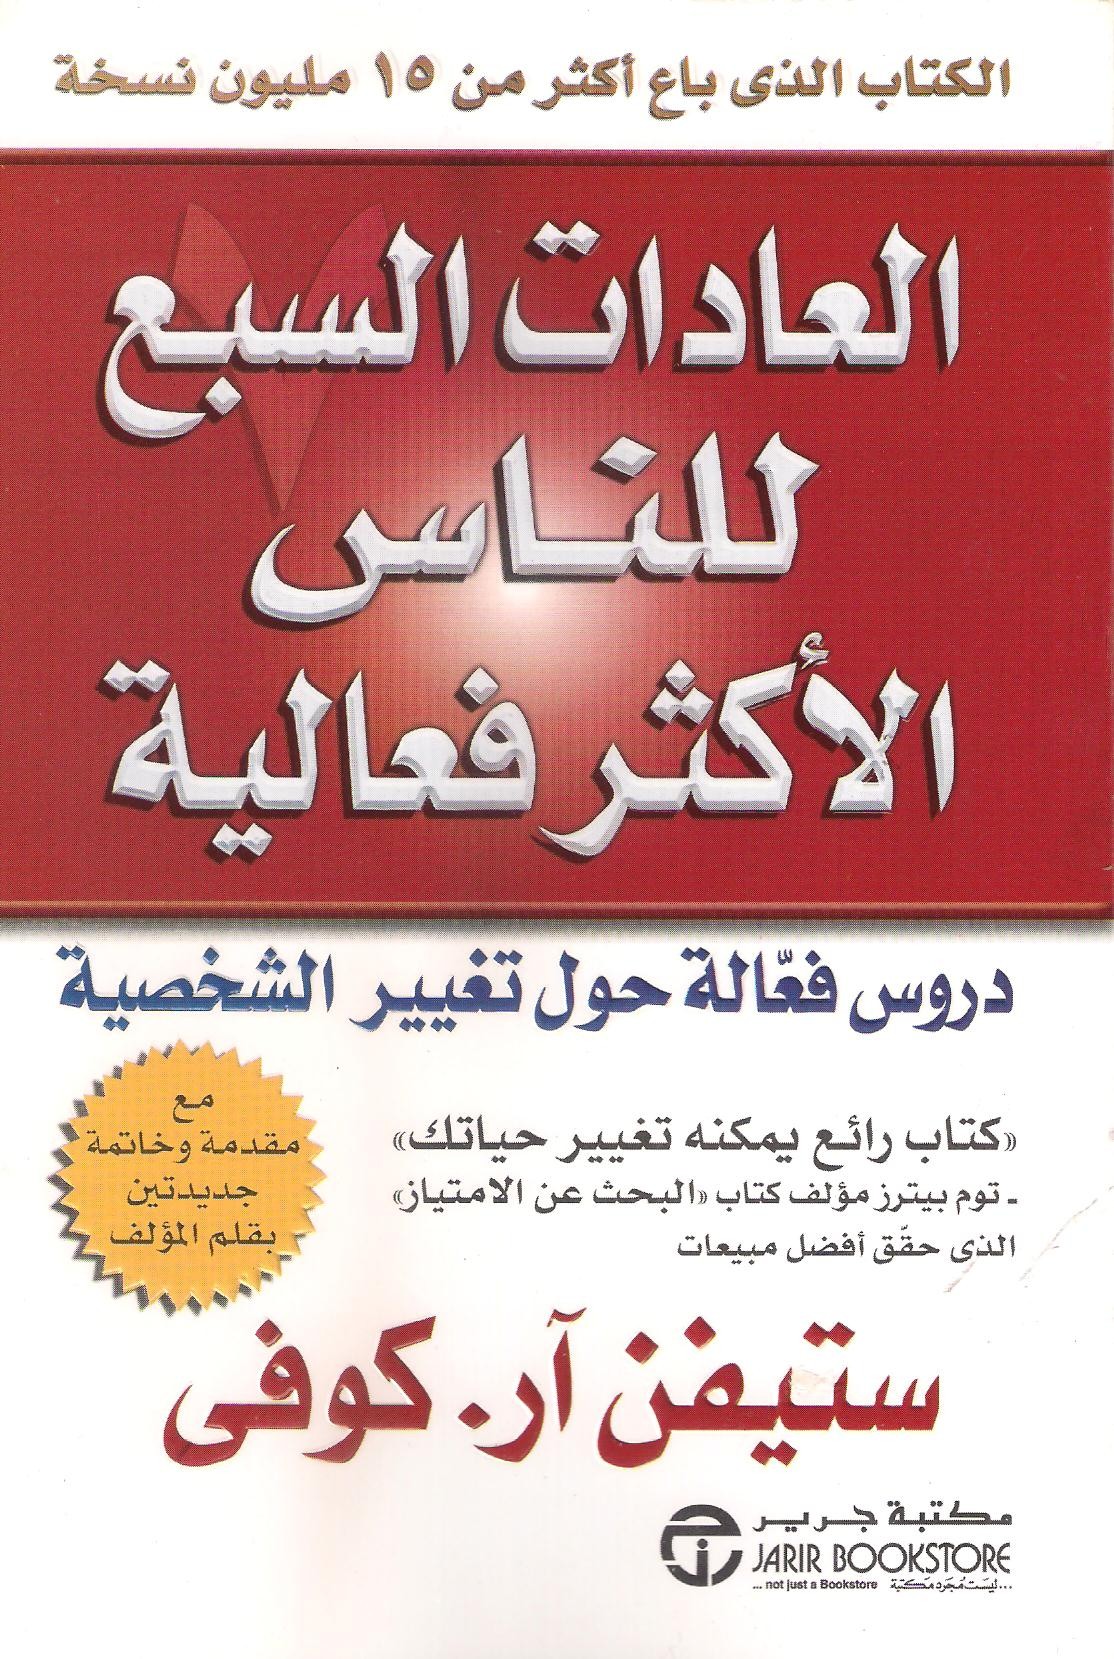 الكتاب الذى باع أكثر من ١٥ مليون نسخة
العادات السبع
للناس
الأكثر فعالية
دروس فعّالة حول تغيير الشخصية
مع
مقدمة وخاتمة
جديدتين
بقلم المؤلف
«كتاب رائع يمكنه تغيير حياتك»
ـ توم بيترز مؤلف كتاب «البحث عن الامتياز»
الذى حقّق أفضل مبيعات
ستيفن آر. كوفى
مكتبة جرير
JARIR BOOKSTORE
... not just a Bookstore ليست مُجَرد مَكتبة...